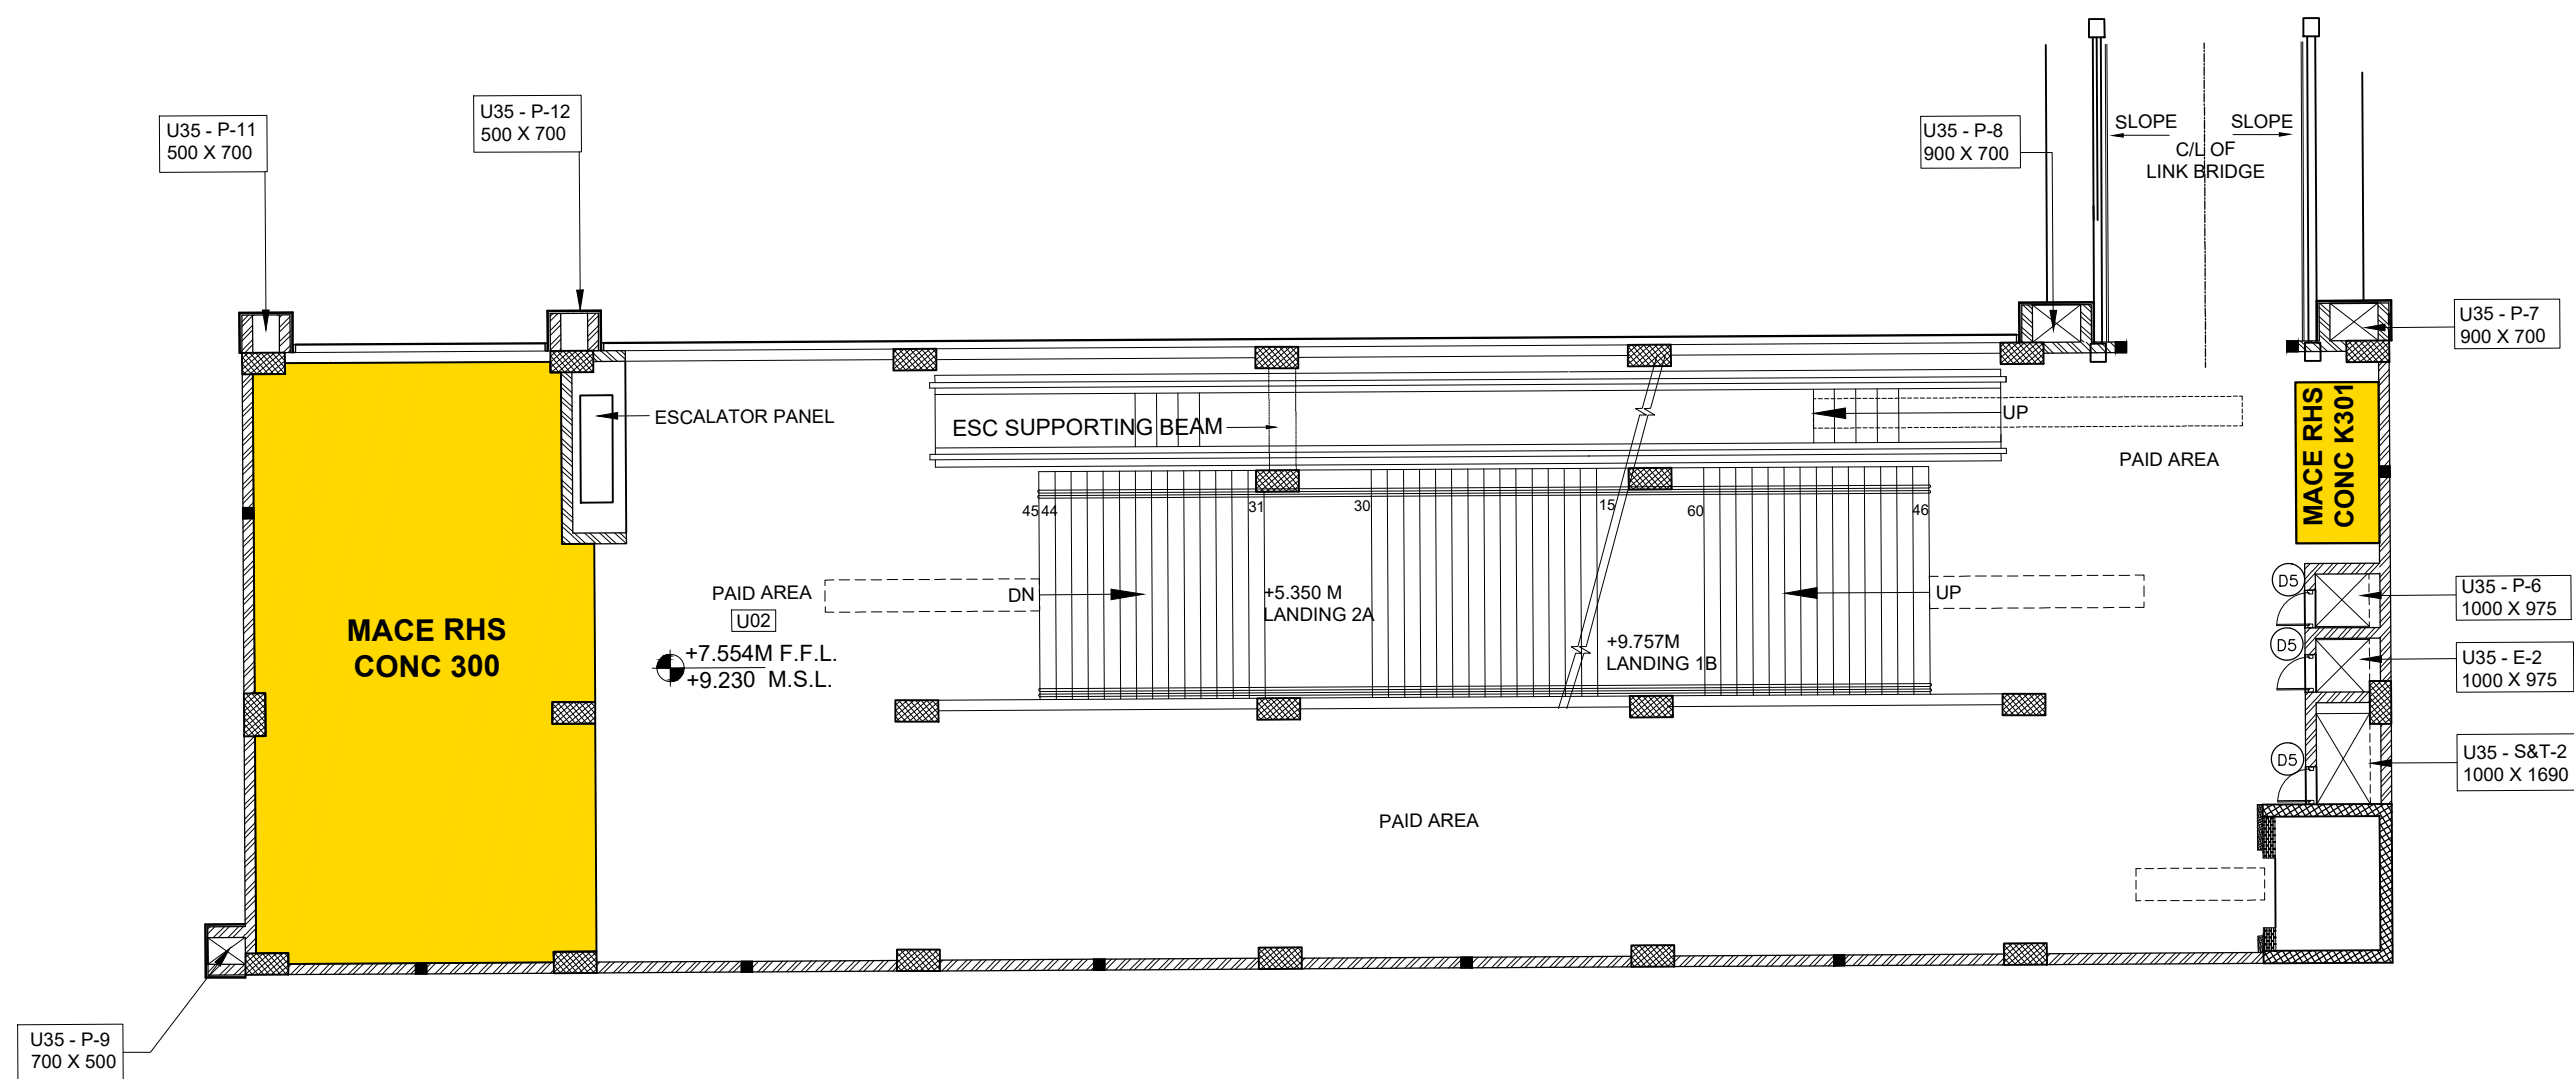 U35 - P-11
500 X 700
U35 - P-12
500 X 700
U35 - P-8
900 X 700
SLOPE
SLOPE
C/L OF
LINK BRIDGE
U35 - P-7
900 X 700
ESCALATOR PANEL
ESC SUPPORTING BEAM
UP
PAID AREA
MACE RHS
CONC K301
45
44
31
30
15
60
46
PAID AREA
U02
+7.554M F.F.L.
+9.230 M.S.L.
DN
+5.350 M
LANDING 2A
+9.757M
LANDING 1B
UP
MACE RHS
CONC 300
D5
U35 - P-6
1000 X 975
D5
U35 - E-2
1000 X 975
D5
U35 - S&T-2
1000 X 1690
PAID AREA
U35 - P-9
700 X 500